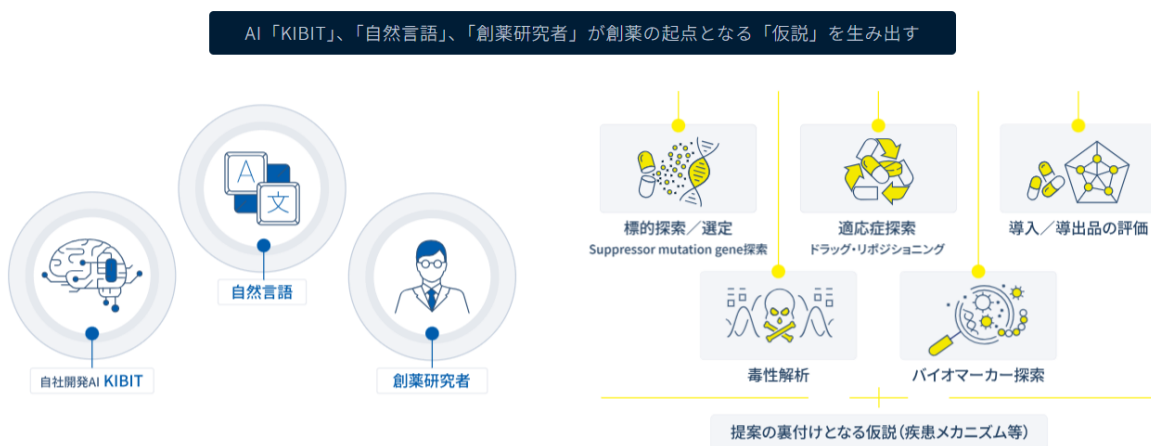 AI「KIBIT」、「自然言語」、「創薬研究者」が創薬の起点となる「仮説」を生み出す
A
文
自然言語
自社開発AI KIBIT
創薬研究者
標的探索／選定
Suppressor mutation gene探索
適応症探索
ドラッグ・リポジショニング
導入／導出品の評価
毒性解析
バイオマーカー探索
提案の裏付けとなる仮説(疾患メカニズム等)